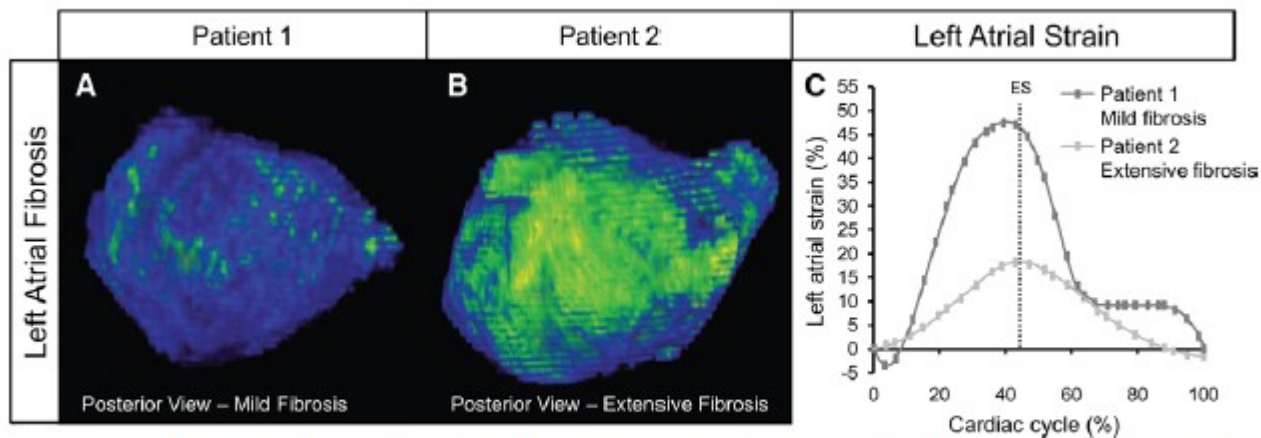 Patient 1
Patient 2
Left Atrial Strain
Left Atrial Fibrosis
A
Posterior View – Mild Fibrosis
B
Posterior View – Extensive Fibrosis
C
ES
Patient 1
Mild fibrosis
Patient 2
Extensive fibrosis
Left atrial strain (%)
55
50
45
40
35
30
25
20
15
10
5
0
-5
0 20 40 60 80 100
Cardiac cycle (%)